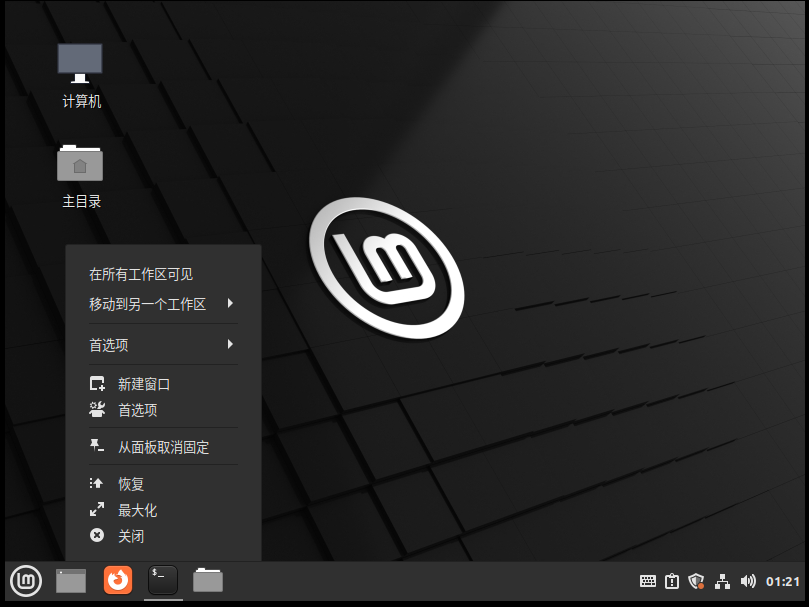 计算机
主目录
在所有工作区可见
移动到另一个工作区
首选项
新建窗口
首选项
从面板取消固定
恢复
最大化
关闭
$_
01:21